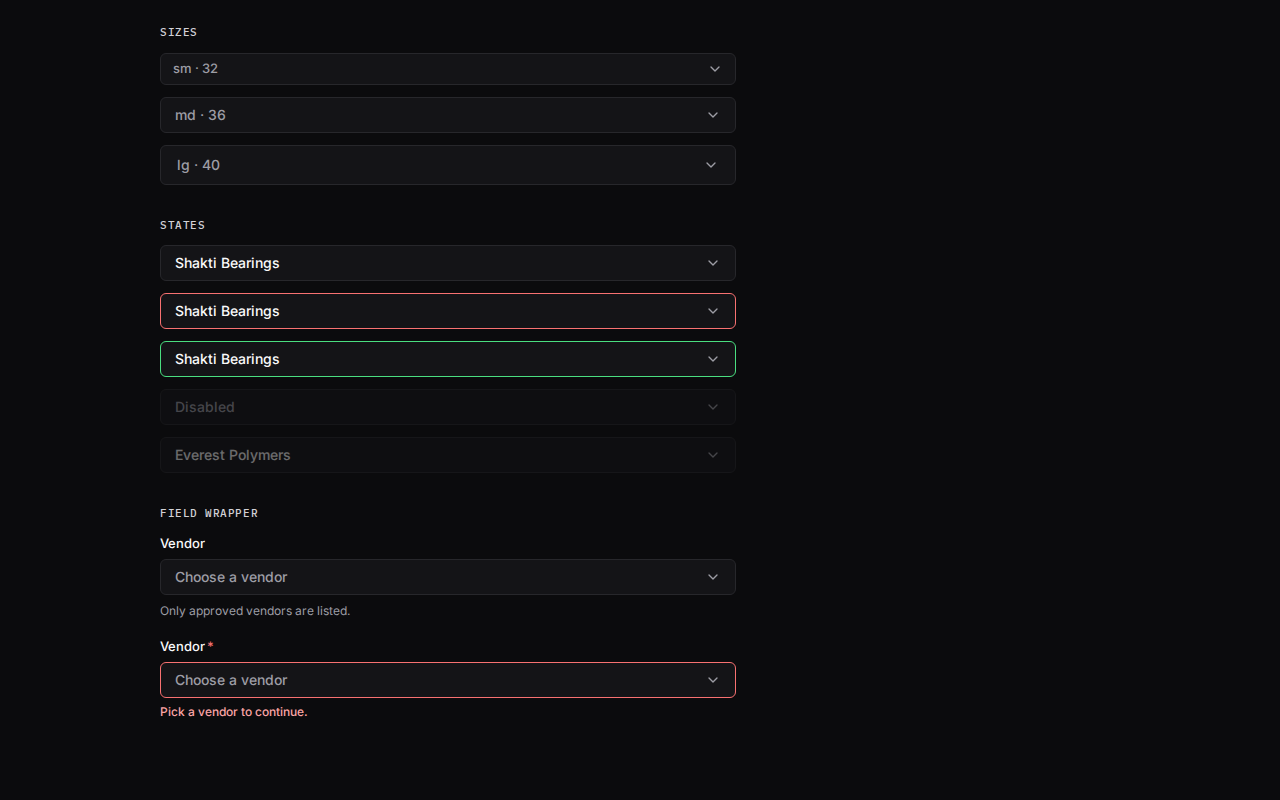 SIZES
sm · 32
md · 36
lg · 40
STATES
Shakti Bearings
Shakti Bearings
Shakti Bearings
Disabled
Everest Polymers
FIELD WRAPPER
Vendor
Choose a vendor
Only approved vendors are listed.
Vendor*
Choose a vendor
Pick a vendor to continue.